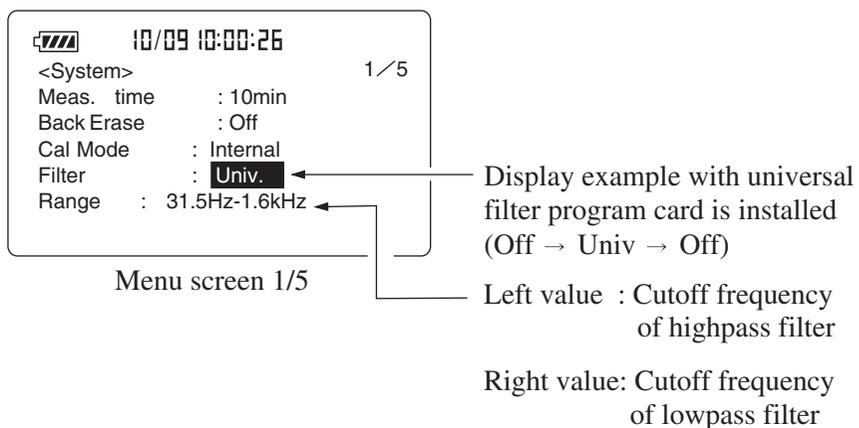 10/09 10:00:26
<System> 1/5
Meas. time : 10min
Back Erase : Off
Cal Mode : Internal
Filter : Univ.
Range : 31.5Hz-1.6kHz
Menu screen 1/5
Display example with universal
filter program card is installed
(Off → Univ → Off)
Left value : Cutoff frequency
of highpass filter
Right value: Cutoff frequency
of lowpass filter